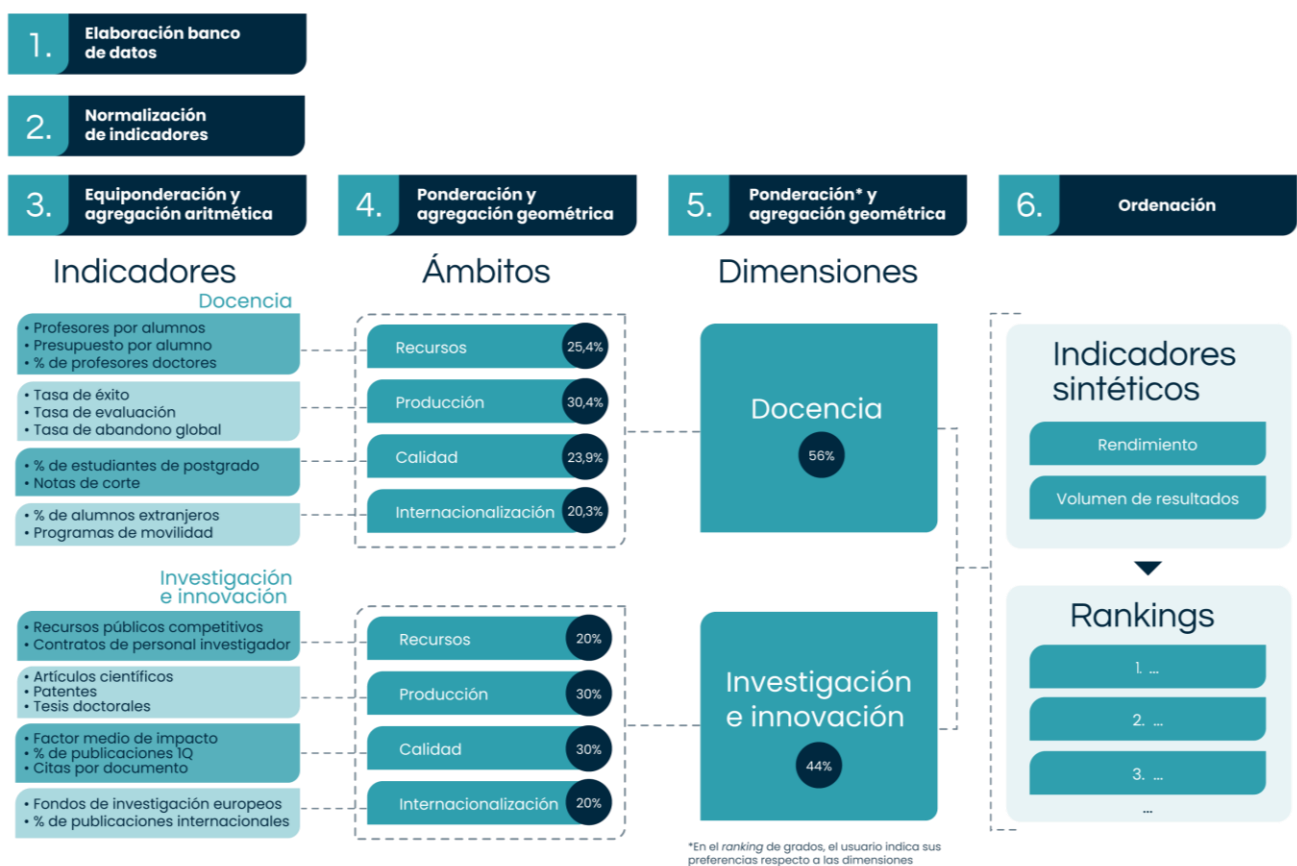 1.
Elaboración banco
de datos
2.
Normalización
de indicadores
3.
Equiponderación y
agregación aritmética
4.
Ponderación y
agregación geométrica
5.
Ponderación* y
agregación geométrica
6.
Ordenación
Indicadores
Docencia
• Profesores por alumnos
• Presupuesto por alumno
• % de profesores doctores
• Tasa de éxito
• Tasa de evaluación
• Tasa de abandono global
• % de estudiantes de postgrado
• Notas de corte
• % de alumnos extranjeros
• Programas de movilidad
Investigación
e innovación
• Recursos públicos competitivos
• Contratos de personal investigador
• Artículos científicos
• Patentes
• Tesis doctorales
• Factor medio de impacto
• % de publicaciones 1Q
• Citas por documento
• Fondos de investigación europeos
• % de publicaciones internacionales
Ámbitos
Recursos 25,4%
Producción 30,4%
Calidad 23,9%
Internacionalización 20,3%
Recursos 20%
Producción 30%
Calidad 30%
Internacionalización 20%
Dimensiones
Docencia
56%
Investigación
e innovación
44%
*En el ranking de grados, el usuario indica sus
preferencias respecto a las dimensiones
Indicadores
sintéticos
Rendimiento
Volumen de resultados
Rankings
1. ...
2. ...
3. ...
...